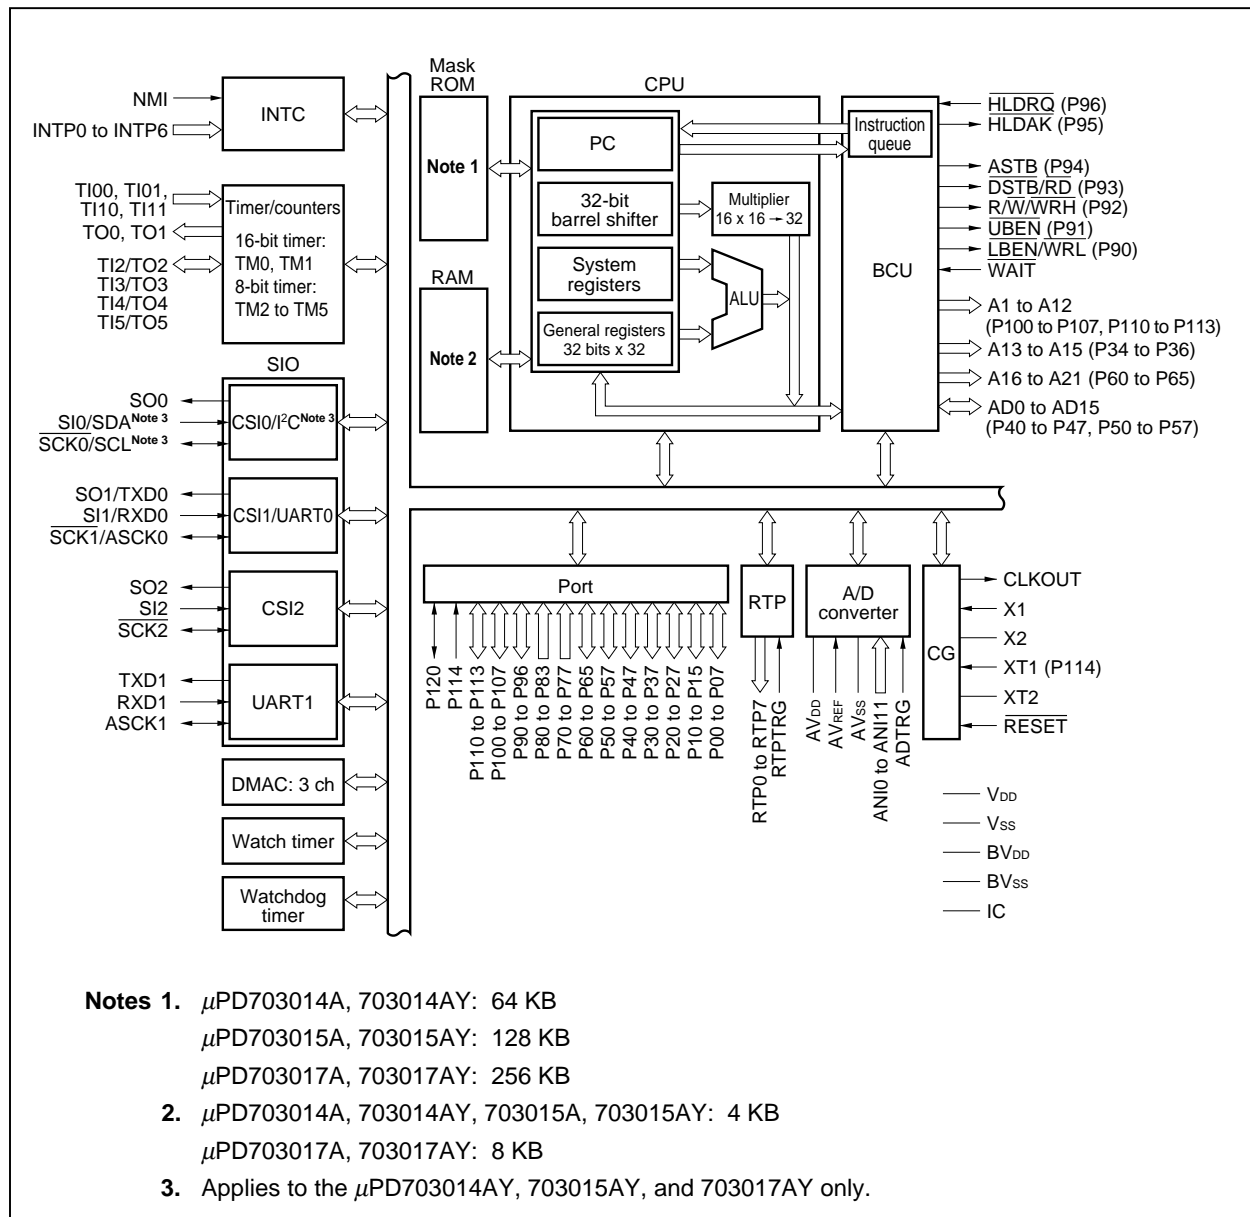 Mask
ROM
CPU
NMI
INTP0 to INTP6
INTC
Note 1
PC
Instruction
queue
HLDRQ (P96)
HLDAK (P95)
ASTB (P94)
DSTB/RD (P93)
R/W/WRH (P92)
UBEN (P91)
LBEN/WRL (P90)
WAIT
TI00, TI01,
TI10, TI11
TO0, TO1
TI2/TO2
TI3/TO3
TI4/TO4
TI5/TO5
Timer/counters
16-bit timer:
TM0, TM1
8-bit timer:
TM2 to TM5
32-bit
barrel shifter
Multiplier
16 x 16 → 32
System
registers
ALU
BCU
RAM
Note 2
General registers
32 bits x 32
A1 to A12
(P100 to P107, P110 to P113)
A13 to A15 (P34 to P36)
A16 to A21 (P60 to P65)
AD0 to AD15
(P40 to P47, P50 to P57)
SIO
SO0
SI0/SDA Note 3
SCK0/SCL Note 3
CSI0/I²C Note 3
SO1/TXD0
SI1/RXD0
SCK1/ASCK0
CSI1/UART0
SO2
SI2
SCK2
CSI2
TXD1
RXD1
ASCK1
UART1
DMAC: 3 ch
Watch timer
Watchdog
timer
Port
RTP
A/D
converter
CG
CLKOUT
X1
X2
XT1 (P114)
XT2
RESET
P120
P114
P110 to P113
P100 to P107
P90 to P96
P80 to P83
P70 to P77
P60 to P65
P50 to P57
P40 to P47
P30 to P37
P20 to P27
P10 to P15
P00 to P07
RTP0 to RTP7
RTPTRG
AVDD
AVREF
AVSS
ANI0 to ANI11
ADTRG
VDD
VSS
BVDD
BVSS
IC
Notes 1. μPD703014A, 703014AY: 64 KB
μPD703015A, 703015AY: 128 KB
μPD703017A, 703017AY: 256 KB
2. μPD703014A, 703014AY, 703015A, 703015AY: 4 KB
μPD703017A, 703017AY: 8 KB
3. Applies to the μPD703014AY, 703015AY, and 703017AY only.